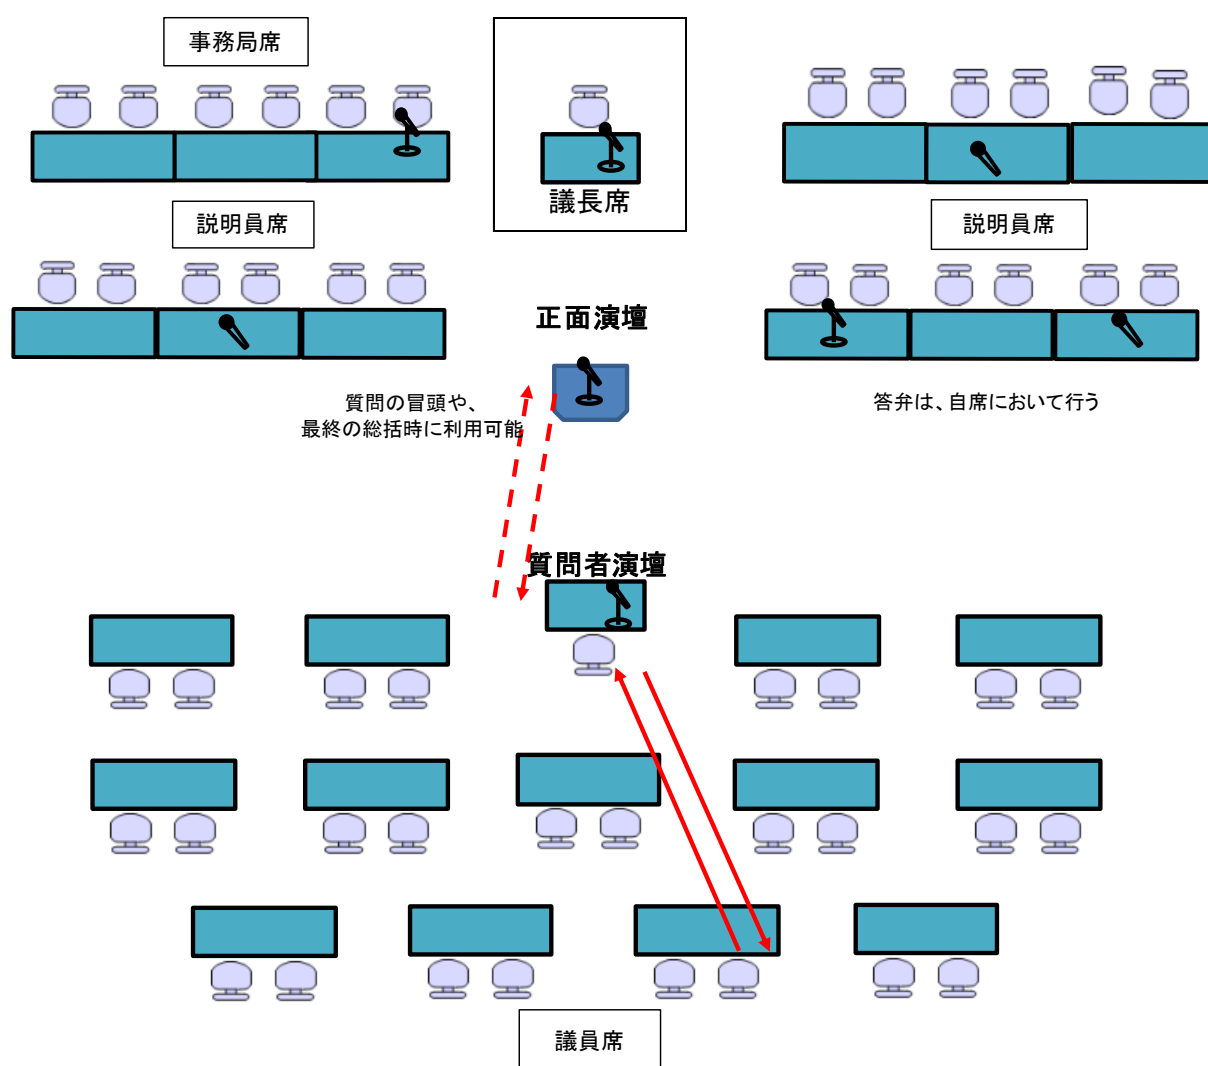 事務局席
議長席
説明員席
説明員席
正面演壇
質問の冒頭や、
最終の総括時に利用可能
答弁は、自席において行う
質問者演壇
議員席